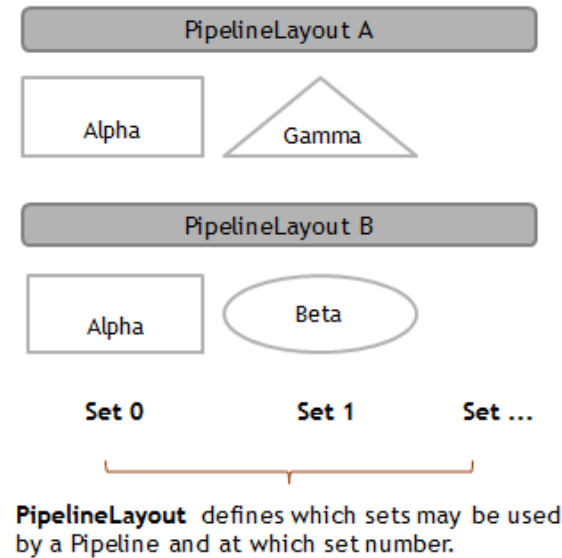 PipelineLayout A
Alpha
Gamma
PipelineLayout B
Alpha
Beta
Set 0 Set 1 Set ...
PipelineLayout defines which sets may be used
by a Pipeline and at which set number.